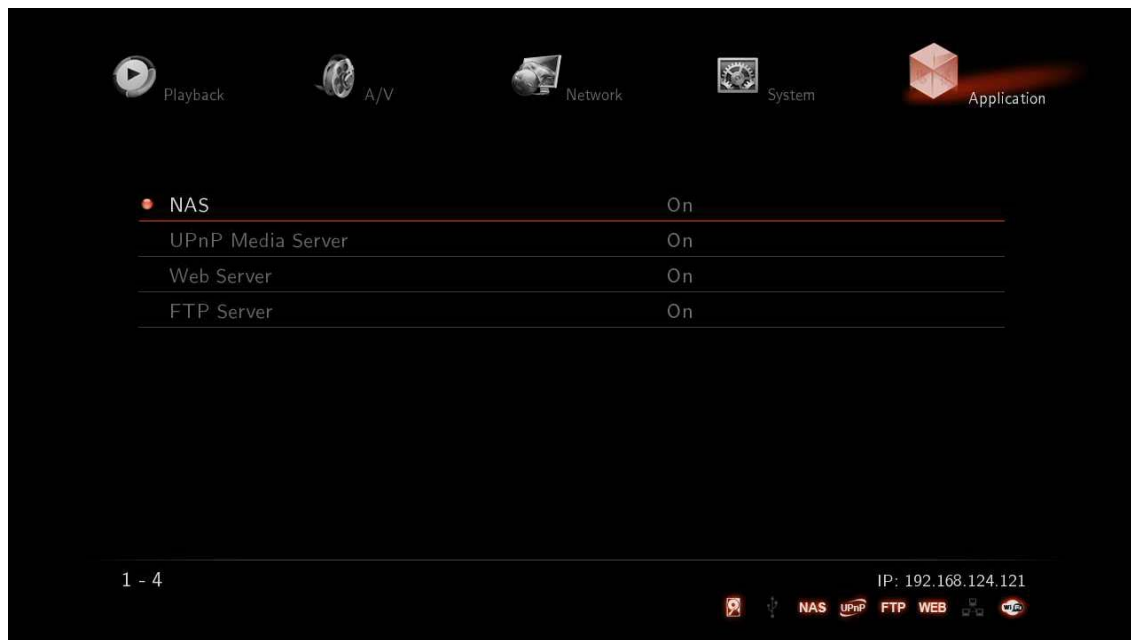 Playback
A/V
Network
System
Application
NAS On
UPnP Media Server On
Web Server On
FTP Server On
1 - 4
IP: 192.168.124.121
NAS UPnP FTP WEB WiFi